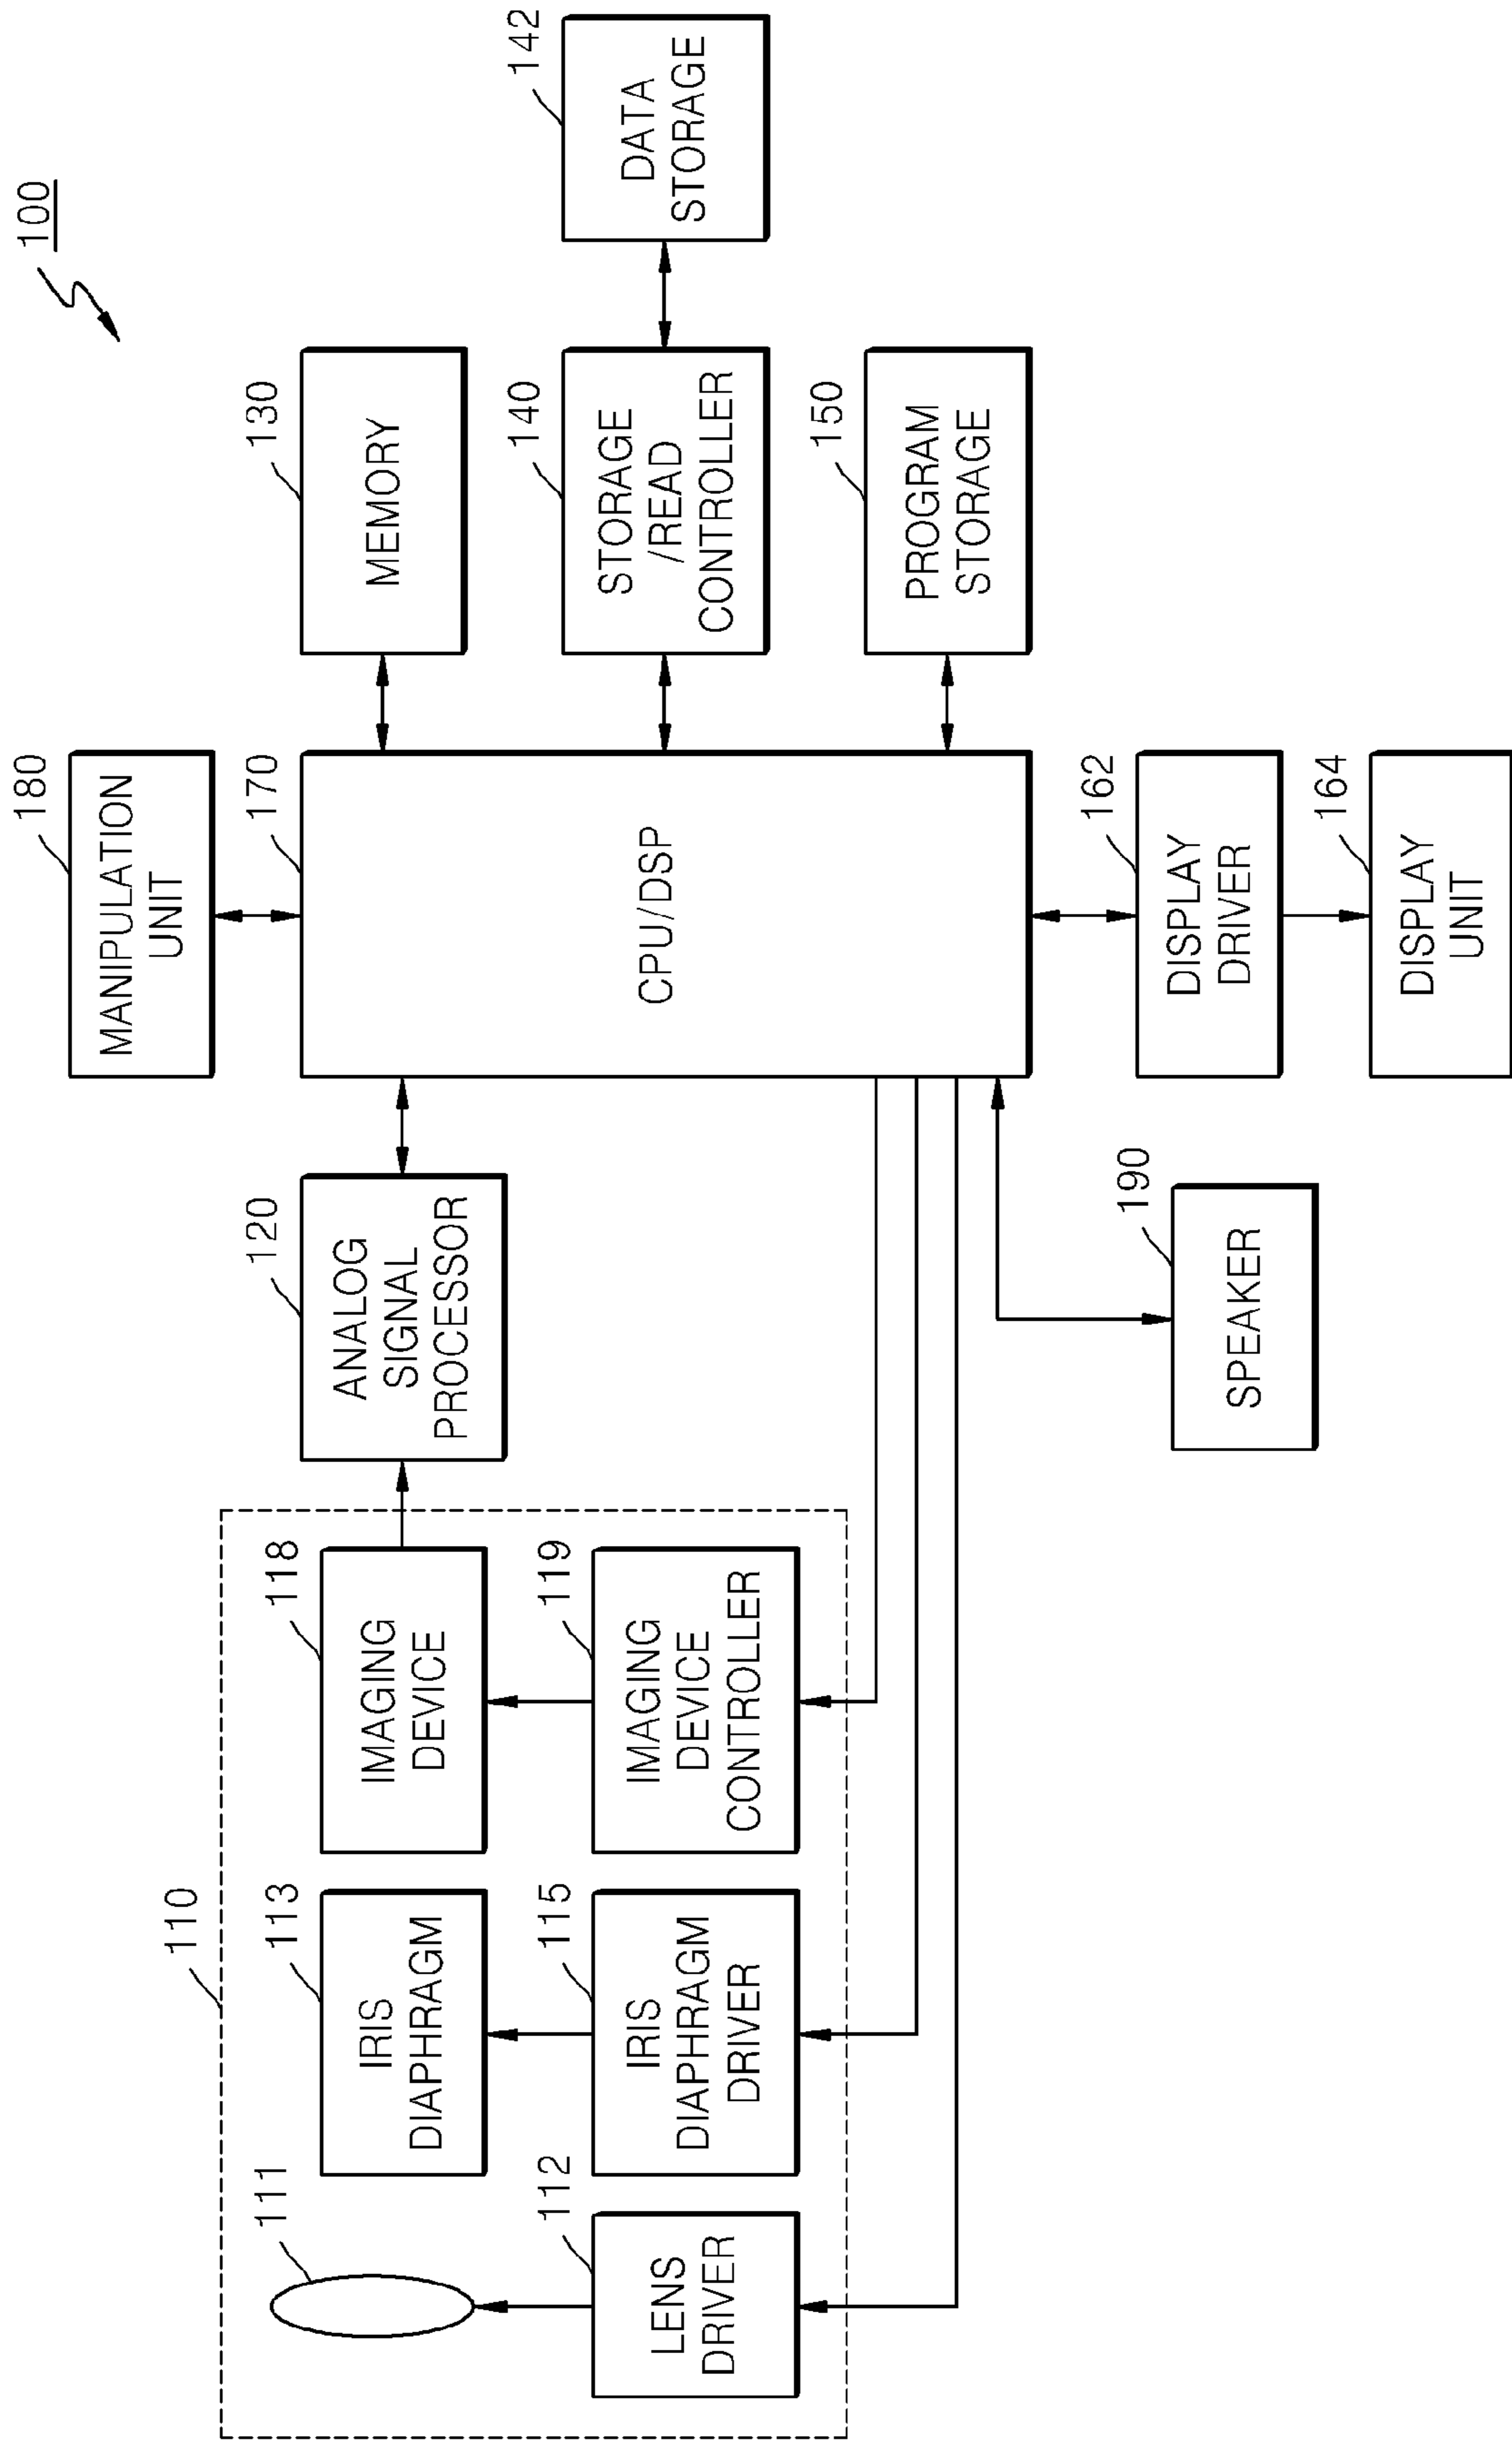 100
180
MANIPULATION
UNIT
110
111
113
IRIS
DIAPHRAGM
118
IMAGING
DEVICE
120
ANALOG
SIGNAL
PROCESSOR
170
CPU/DSP
130
MEMORY
112
LENS
DRIVER
115
IRIS
DIAPHRAGM
DRIVER
119
IMAGING
DEVICE
CONTROLLER
140
STORAGE
/READ
CONTROLLER
142
DATA
STORAGE
150
PROGRAM
STORAGE
190
SPEAKER
162
DISPLAY
DRIVER
164
DISPLAY
UNIT